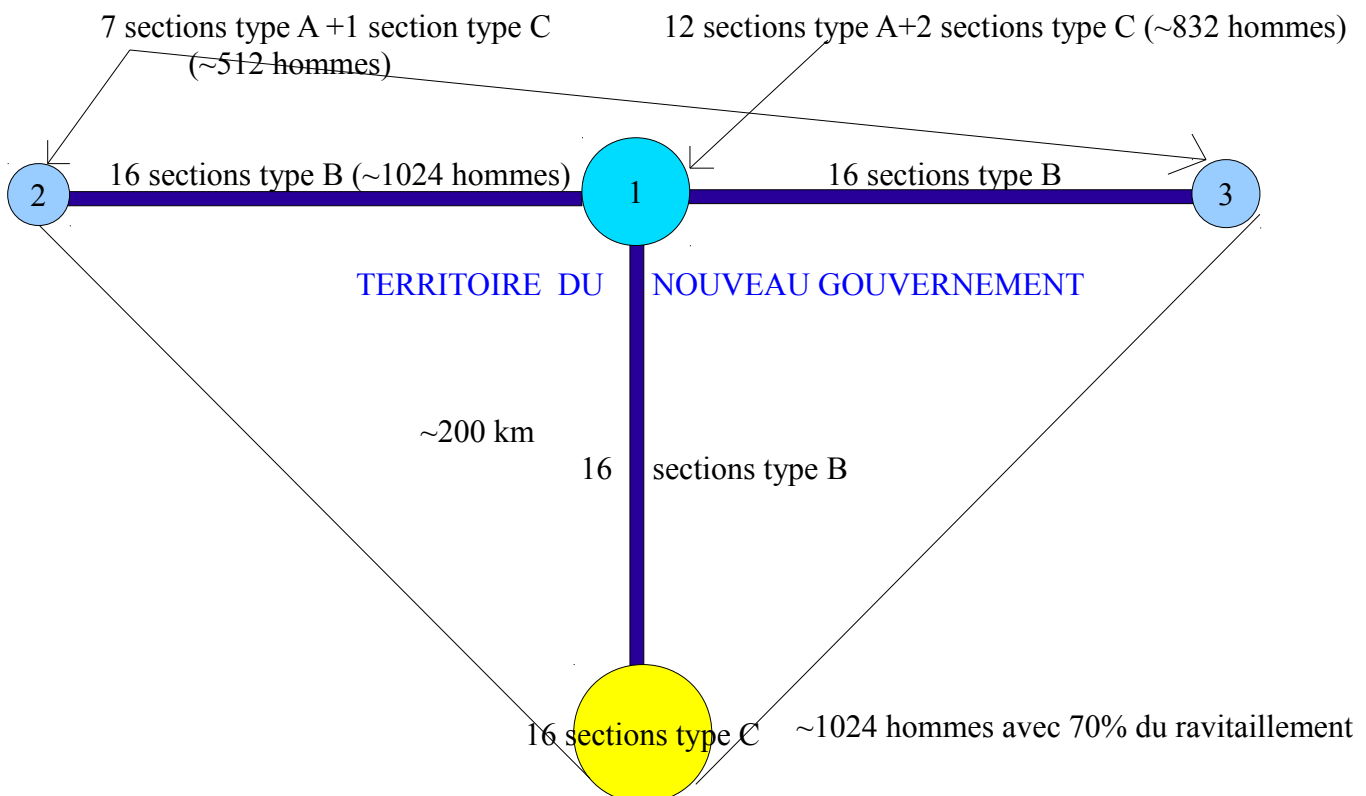 7 sections type A +1 section type C
(~512 hommes)
12 sections type A+2 sections type C (~832 hommes)
16 sections type B (~1024 hommes)
16 sections type B
2
1
3
TERRITOIRE DU NOUVEAU GOUVERNEMENT
~200 km
16 sections type B
16 sections type C
~1024 hommes avec 70% du ravitaillement